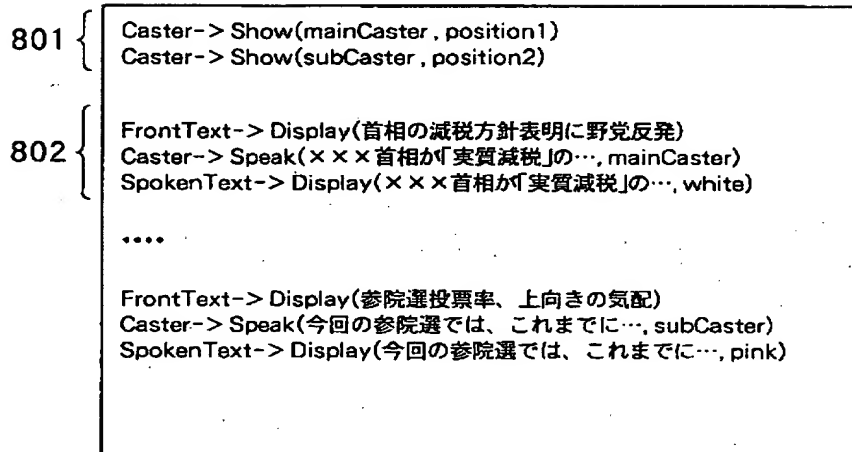 801
Caster-> Show(mainCaster, position1)
Caster-> Show(subCaster, position2)
802
FrontText-> Display(首相の減税方針表明に野党反発)
Caster-> Speak(×××首相が「実質減税」の…, mainCaster)
SpokenText-> Display(×××首相が「実質減税」の…, white)
....
FrontText-> Display(参院選投票率、上向きの気配)
Caster-> Speak(今回の参院選では、これまでに…, subCaster)
SpokenText-> Display(今回の参院選では、これまでに…, pink)